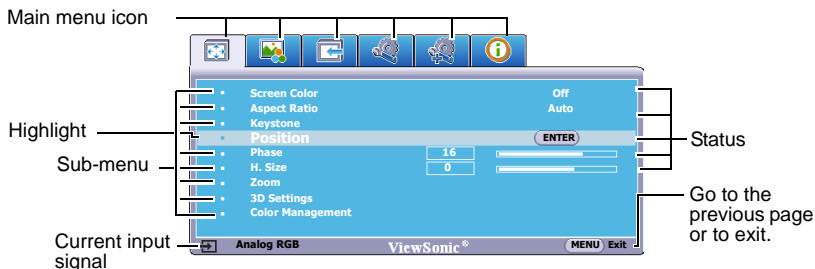 Main menu icon
Screen Color Off
Aspect Ratio Auto
Keystone
Highlight
Position ENTER
Status
Sub-menu
Phase 16
H. Size 0
Zoom
3D Settings
Color Management
Go to the
previous page
or to exit.
Current input
signal
Analog RGB ViewSonic® MENU Exit